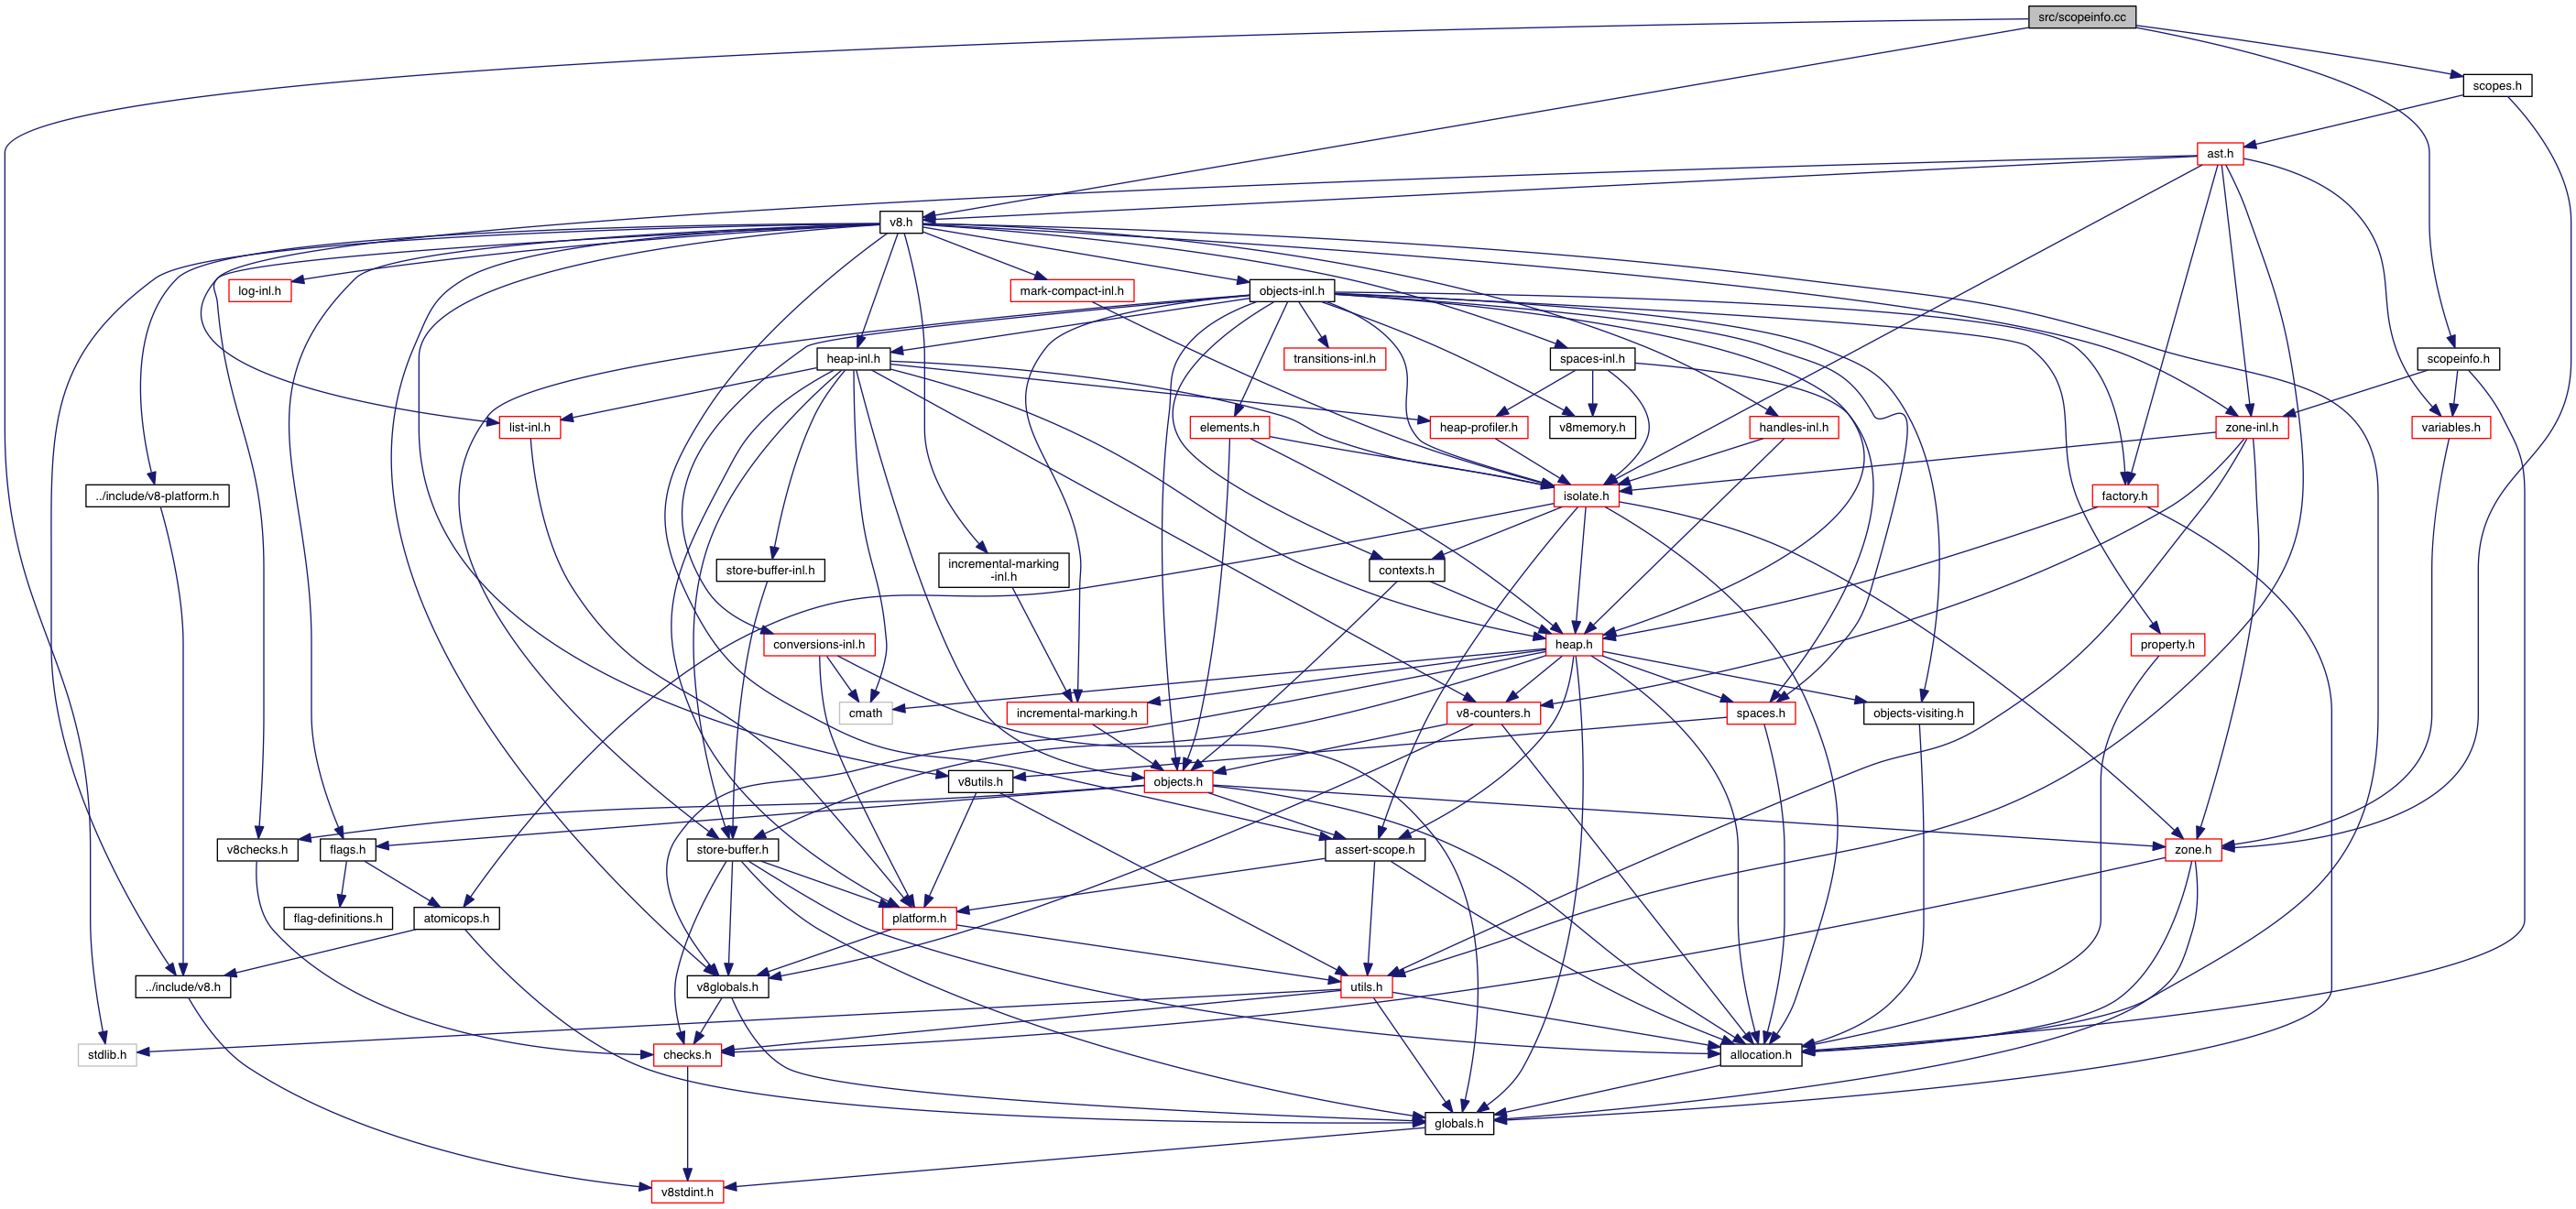 src/scopeinfo.cc
scopes.h
ast.h
v8.h
log-inl.h
mark-compact-inl.h
objects-inl.h
heap-inl.h
transitions-inl.h
spaces-inl.h
scopeinfo.h
list-inl.h
elements.h
heap-profiler.h
v8memory.h
handles-inl.h
zone-inl.h
variables.h
../include/v8-platform.h
isolate.h
factory.h
store-buffer-inl.h
incremental-marking
-inl.h
contexts.h
conversions-inl.h
heap.h
property.h
cmath
incremental-marking.h
v8-counters.h
spaces.h
objects-visiting.h
v8utils.h
objects.h
v8checks.h
flags.h
store-buffer.h
assert-scope.h
zone.h
flag-definitions.h
atomicops.h
platform.h
../include/v8.h
v8globals.h
utils.h
stdlib.h
checks.h
allocation.h
globals.h
v8stdint.h